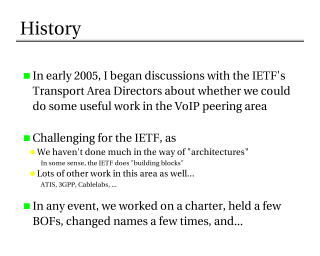 History
In early 2005, I began discussions with the IETF's
Transport Area Directors about whether we could
do some useful work in the VoIP peering area
Challenging for the IETF, as
We haven't done much in the way of "architectures"
In some sense, the IETF does "building blocks"
Lots of other work in this area as well...
ATIS, 3GPP, Cablelabs, ...
In any event, we worked on a charter, held a few
BOFs, changed names a few times, and...